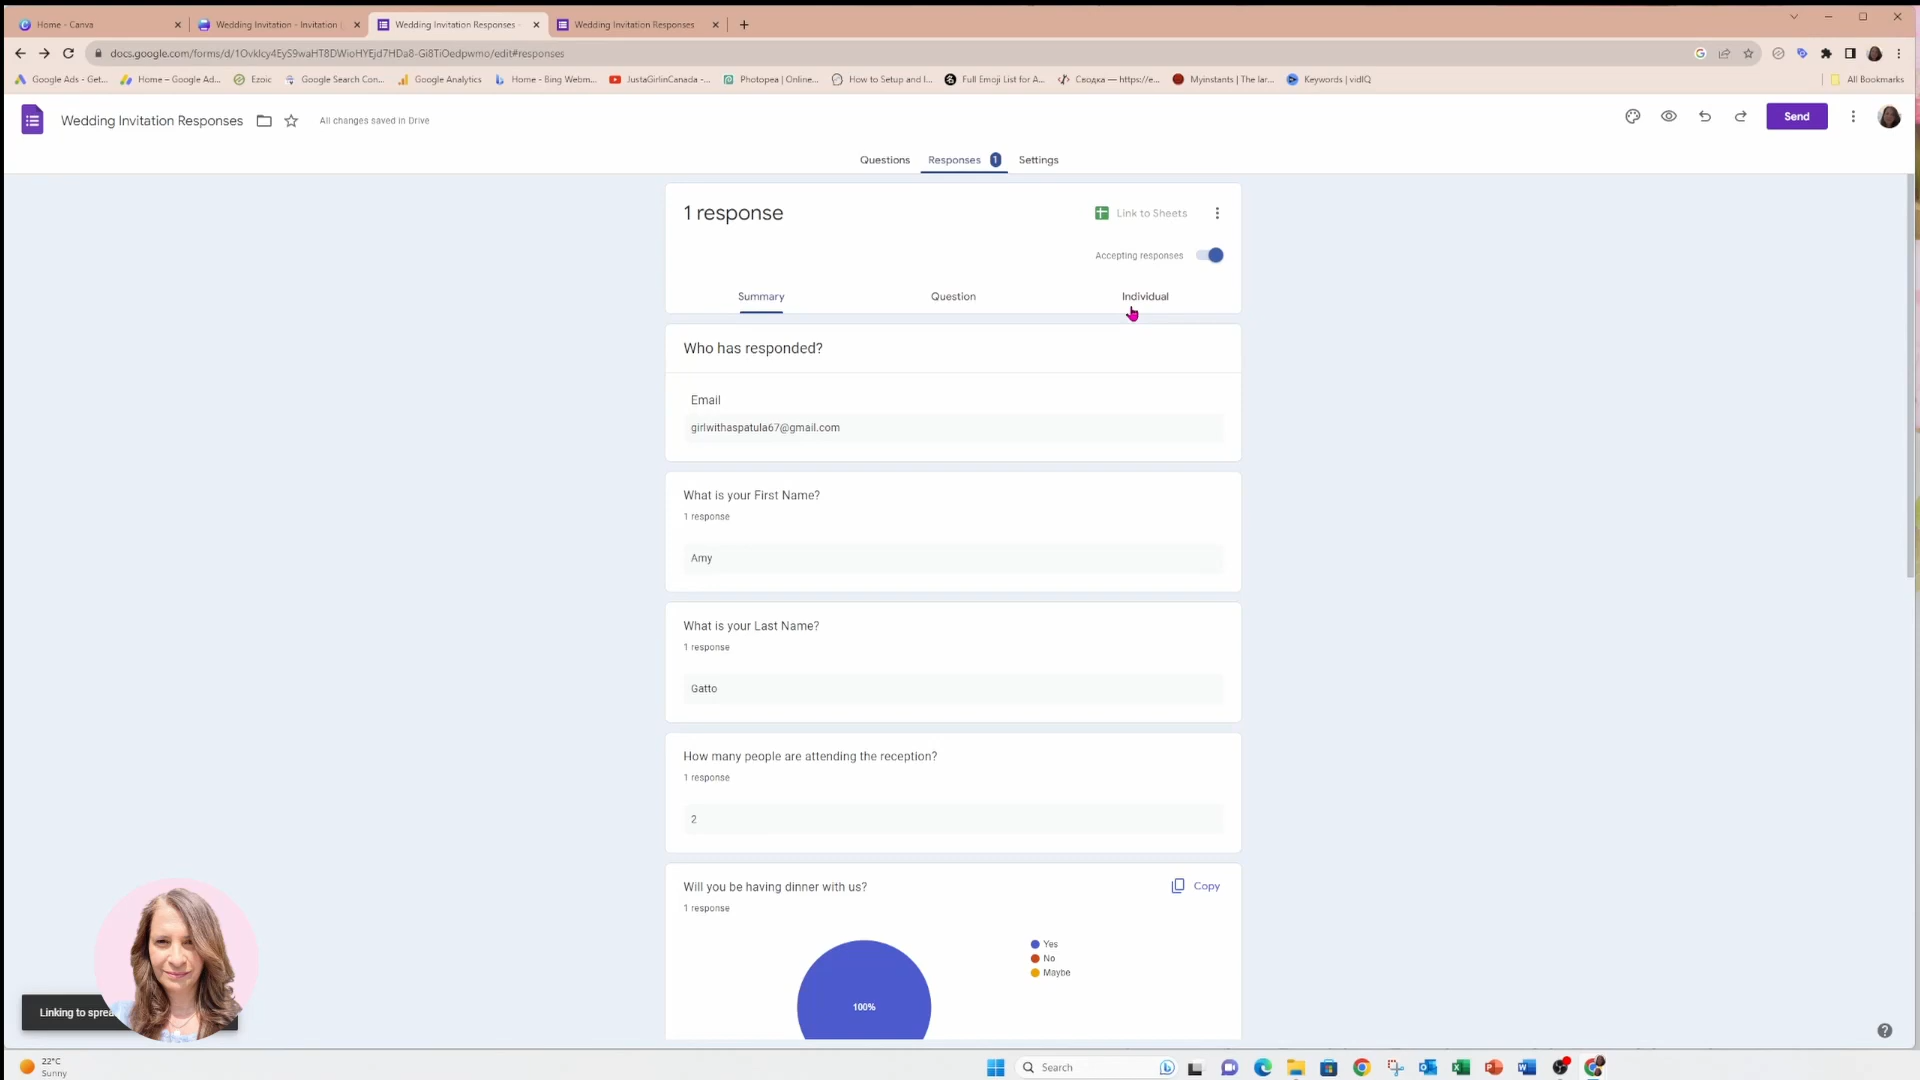 Home - Canva
Wedding Invitation - Invitation (
Wedding Invitation Responses -
Wedding Invitation Responses
docs.google.com/forms/d/1OvkIcy4EyS9waHT8DWioHYEjd7HDa8-Gi8TiOedpwmo/edit#responses
Google Ads - Get...
Home – Google Ad...
Ezoic
Google Search Con...
Google Analytics
Home - Bing Webm...
JustaGirlinCanada -...
Photopea | Online...
How to Setup and I...
Full Emoji List for A...
Сводка — https://e...
Myinstants | The lar...
Keywords | vidIQ
All Bookmarks
Wedding Invitation Responses
All changes saved in Drive
Send
Questions
Responses 1
Settings
1 response
Link to Sheets
Accepting responses
Summary
Question
Individual
Who has responded?
Email
girlwithaspatula67@gmail.com
What is your First Name?
1 response
Amy
What is your Last Name?
1 response
Gatto
How many people are attending the reception?
1 response
2
Will you be having dinner with us?
Copy
1 response
Yes
No
Maybe
100%
Linking to sprea
22°C
Sunny
Search